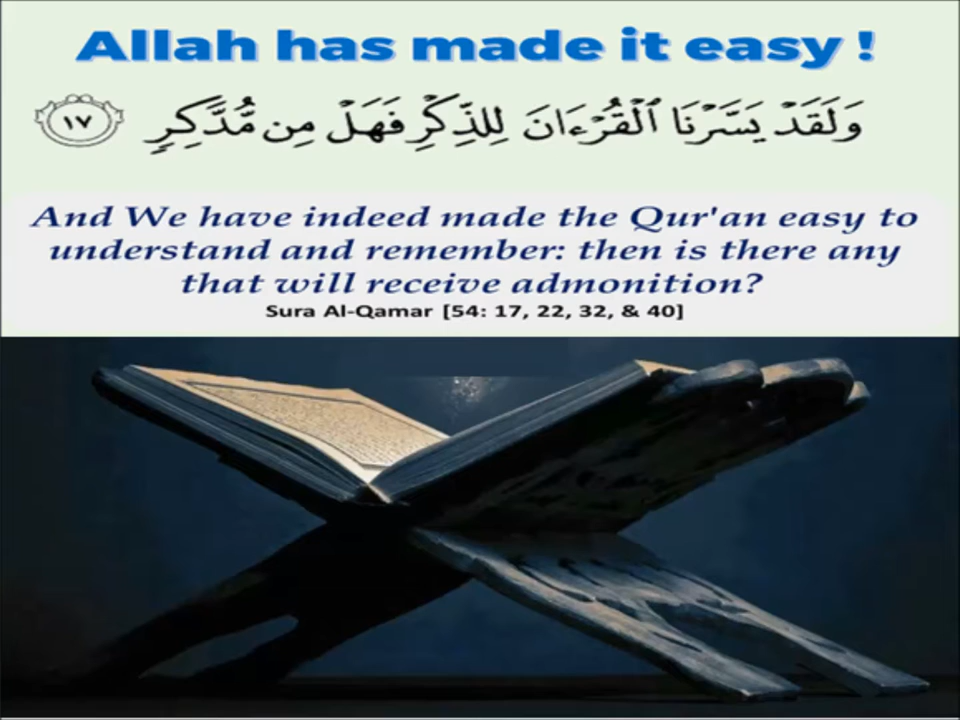 Allah has made it easy !
وَلَقَدْ يَسَّرْنَا ٱلْقُرْءَانَ لِلذِّكْرِ فَهَلْ مِن مُّدَّكِرٍ ١٧
And We have indeed made the Qur'an easy to
understand and remember: then is there any
that will receive admonition?
Sura Al-Qamar [54: 17, 22, 32, & 40]